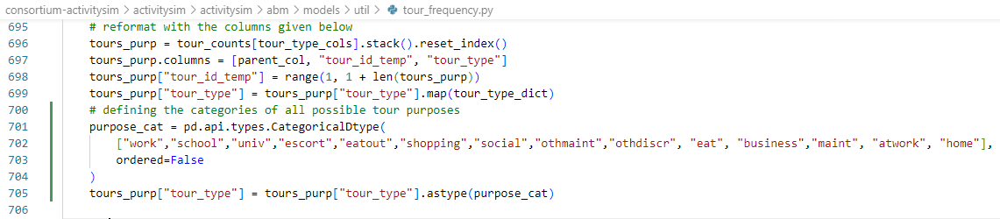 consortium-activitysim > activitysim > activitysim > abm > models > util > tour_frequency.py
695 # reformat with the columns given below
696 tours_purp = tour_counts[tour_type_cols].stack().reset_index()
697 tours_purp.columns = [parent_col, "tour_id_temp", "tour_type"]
698 tours_purp["tour_id_temp"] = range(1, 1 + len(tours_purp))
699 tours_purp["tour_type"] = tours_purp["tour_type"].map(tour_type_dict)
700 # defining the categories of all possible tour purposes
701 purpose_cat = pd.api.types.CategoricalDtype(
702 ["work","school","univ","escort","eatout","shopping","social","othmaint","othdiscr", "eat", "business","maint", "atwork", "home"],
703 ordered=False
704 )
705 tours_purp["tour_type"] = tours_purp["tour_type"].astype(purpose_cat)
706